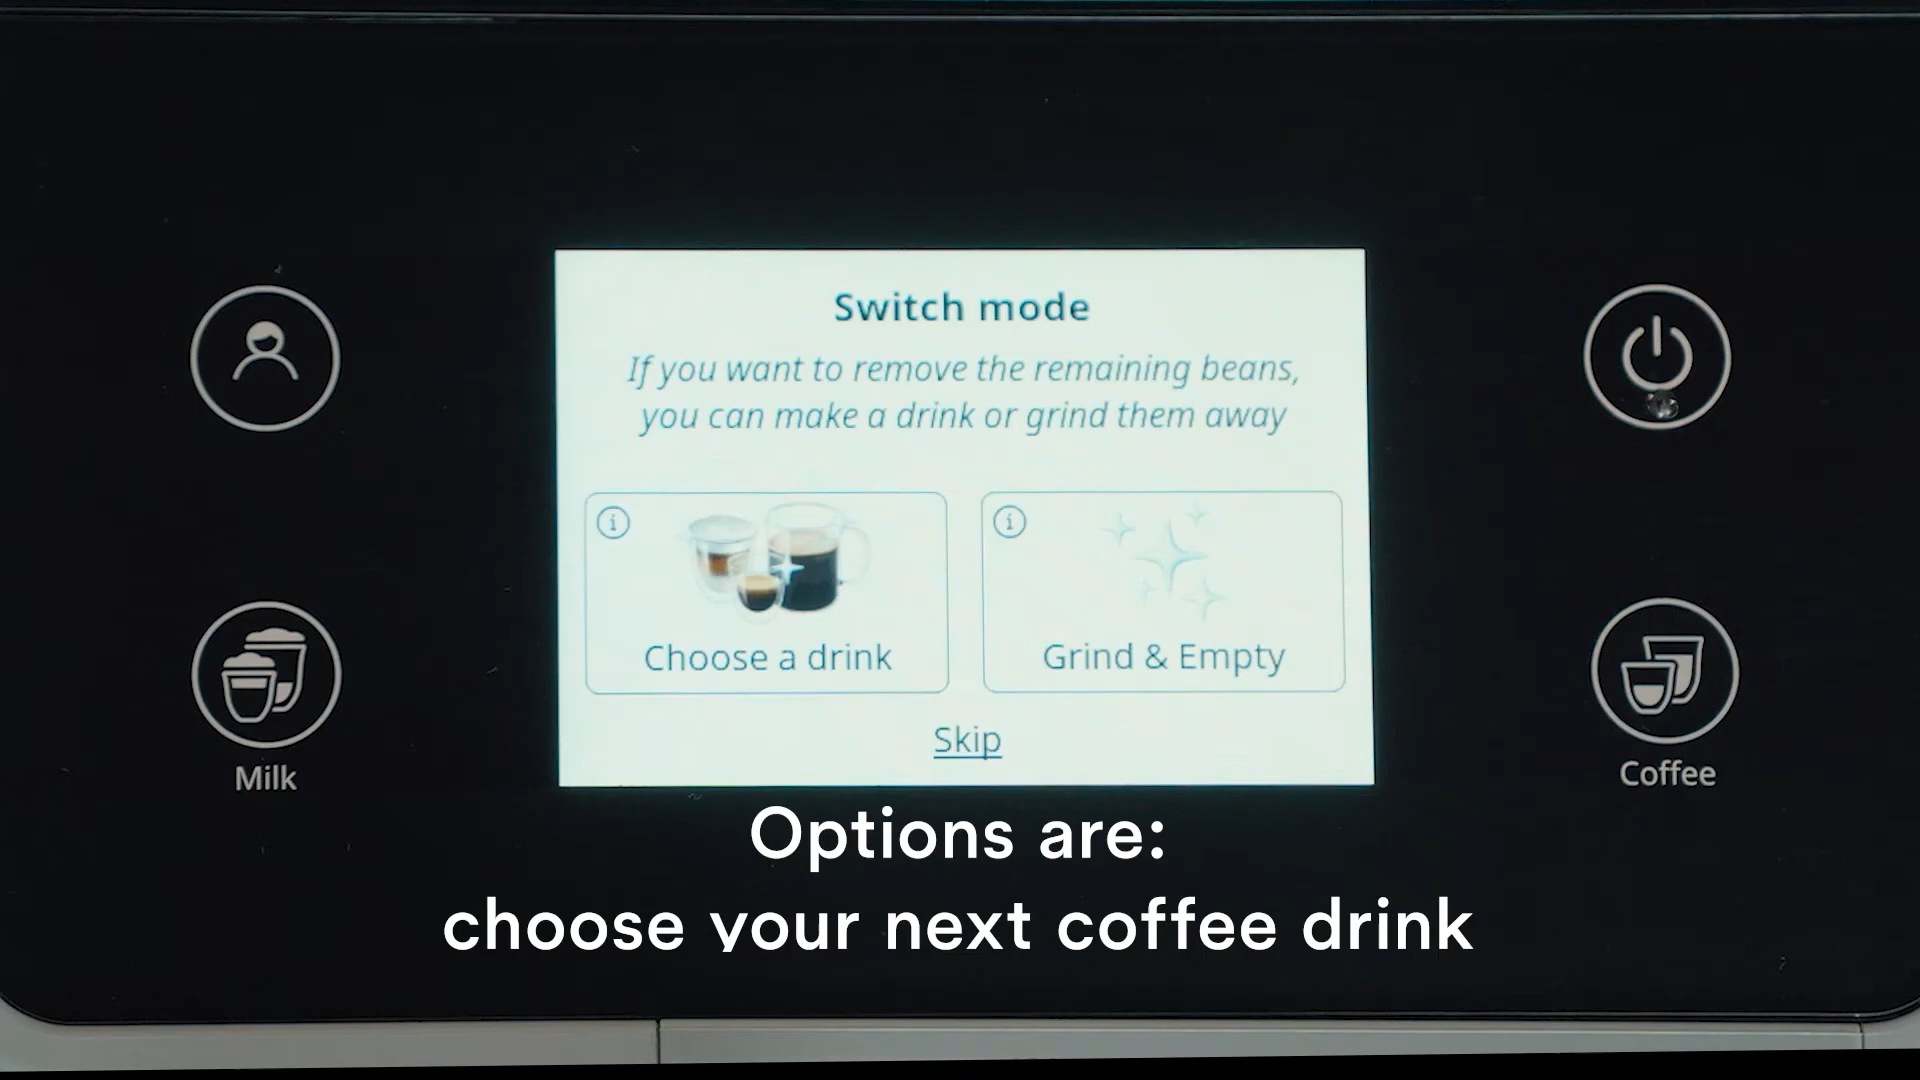 Switch mode
If you want to remove the remaining beans,
you can make a drink or grind them away
Choose a drink
Grind & Empty
Skip
Milk
Coffee
Options are:
choose your next coffee drink